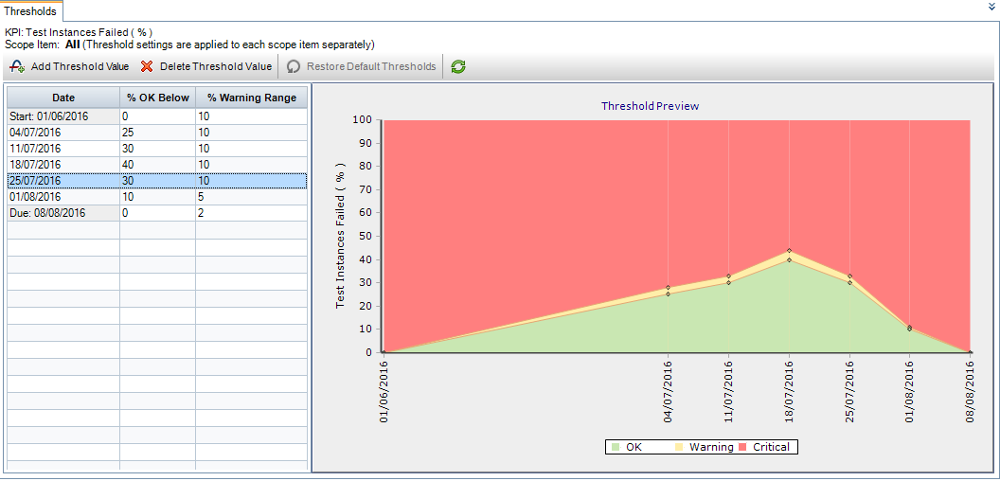 Thresholds
KPI: Test Instances Failed ( % )
Scope Item: All (Threshold settings are applied to each scope item separately)
Add Threshold Value Delete Threshold Value Restore Default Thresholds
Date % OK Below % Warning Range
Start: 01/06/2016 0 10
04/07/2016 25 10
11/07/2016 30 10
18/07/2016 40 10
25/07/2016 30 10
01/08/2016 10 5
Due: 08/08/2016 0 2
Threshold Preview
Test Instances Failed ( % )
100
90
80
70
60
50
40
30
20
10
0
01/06/2016 04/07/2016 11/07/2016 18/07/2016 25/07/2016 01/08/2016 08/08/2016
OK Warning Critical